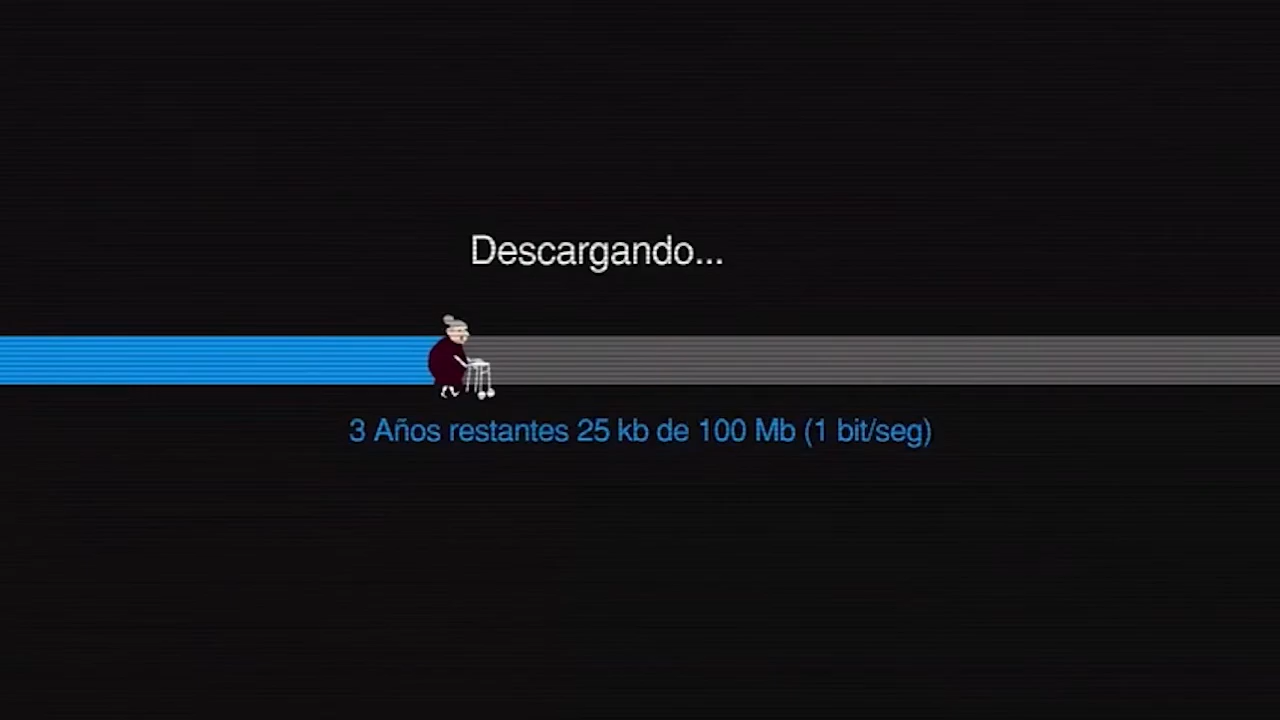 Descargando...
3 Años restantes 25 kb de 100 Mb (1 bit/seg)